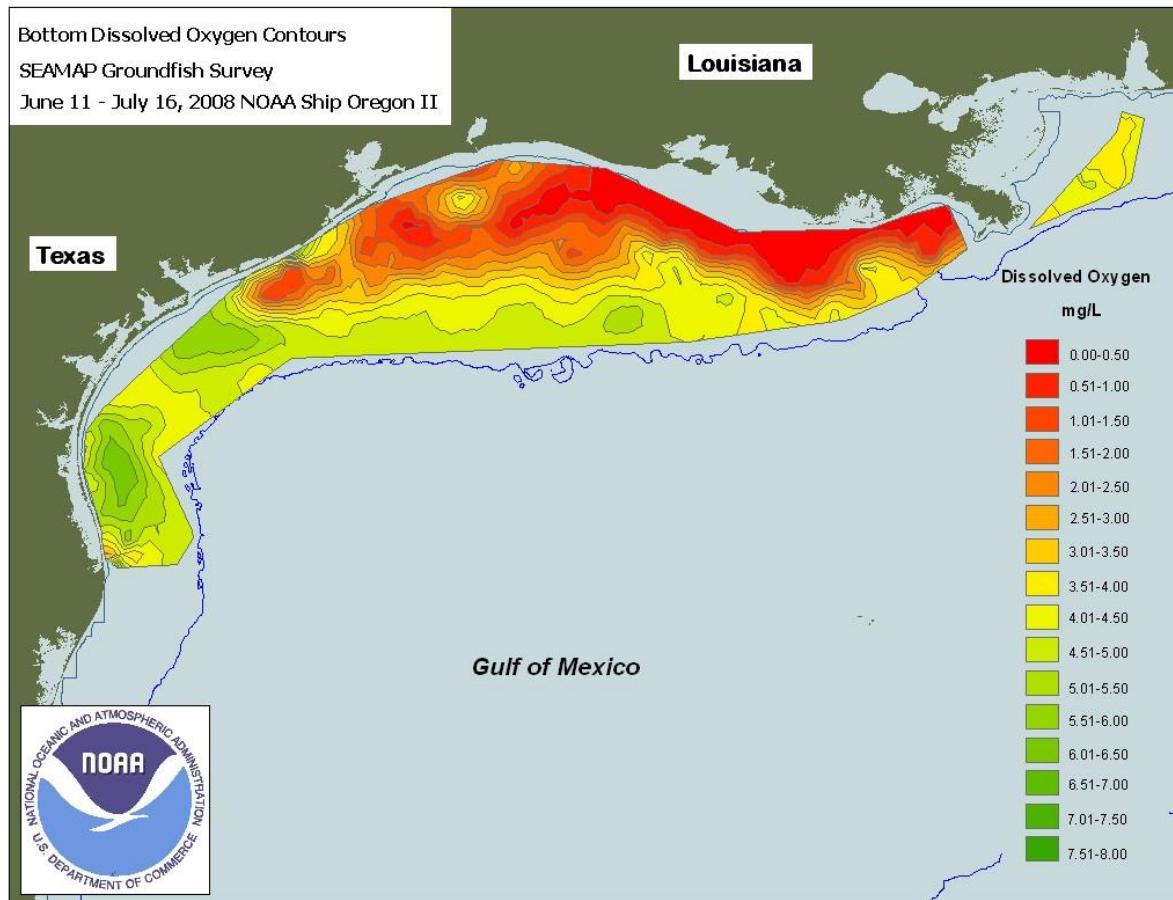 Bottom Dissolved Oxygen Contours
SEAMAP Groundfish Survey
June 11 - July 16, 2008 NOAA Ship Oregon II
Louisiana
Texas
Dissolved Oxygen
mg/L
0.00-0.50
0.51-1.00
1.01-1.50
1.51-2.00
2.01-2.50
2.51-3.00
3.01-3.50
3.51-4.00
4.01-4.50
4.51-5.00
5.01-5.50
5.51-6.00
6.01-6.50
6.51-7.00
7.01-7.50
7.51-8.00
Gulf of Mexico
NATIONAL OCEANIC AND ATMOSPHERIC ADMINISTRATION
NOAA
U.S. DEPARTMENT OF COMMERCE